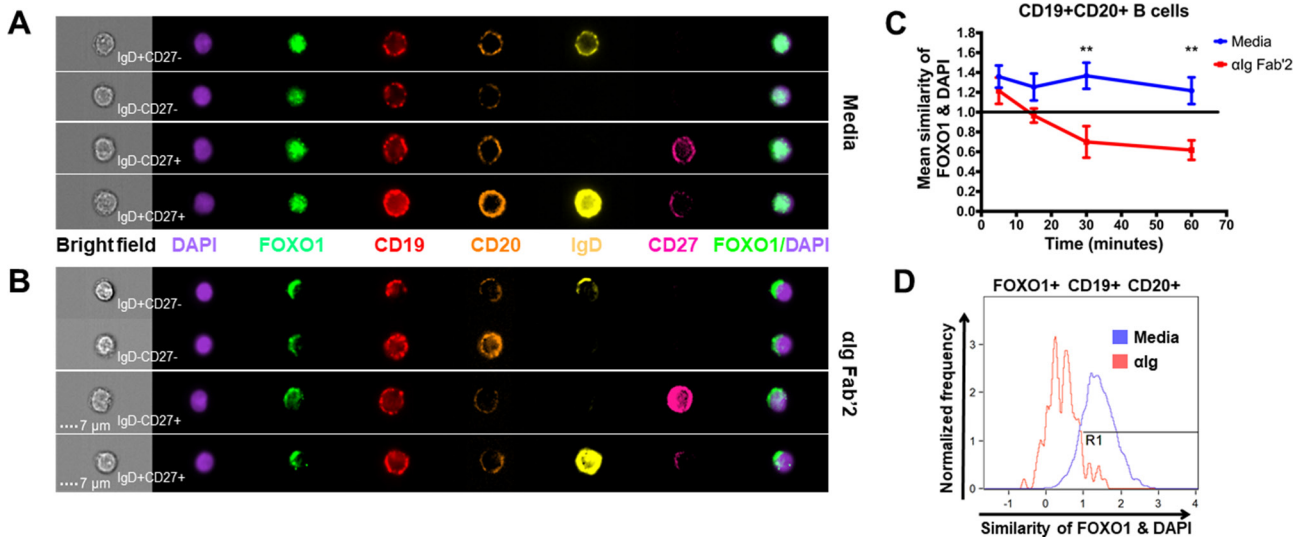 A
IgD+CD27-
IgD-CD27-
IgD-CD27+
IgD+CD27+
Media
Bright field DAPI FOXO1 CD19 CD20 IgD CD27 FOXO1/DAPI
B
IgD+CD27-
IgD-CD27-
IgD-CD27+
7 μm
IgD+CD27+
7 μm
αIg Fab'2
C
CD19+CD20+ B cells
Mean similarity of
FOXO1 & DAPI
1.8
1.6
1.4
1.2
1.0
0.8
0.6
0.4
0.2
0.0
** **
Media
αIg Fab'2
0 10 20 30 40 50 60 70
Time (minutes)
D
FOXO1+ CD19+ CD20+
Normalized frequency
3
2
1
0
Media
αIg
R1
-1 0 1 2 3 4
Similarity of FOXO1 & DAPI